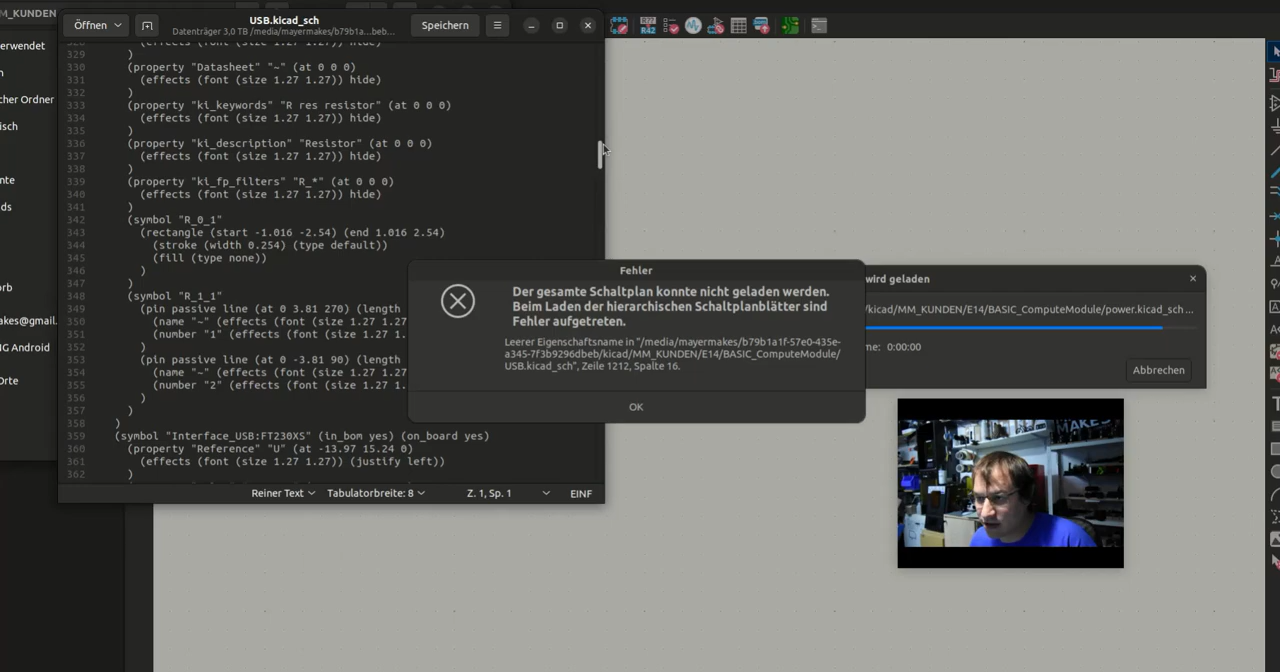 MM_KUNDEN
erwendet
n
cher Ordner
isch
nte
ds
orb
akes@gmail.
NG Android
Orte
Öffnen
USB.kicad_sch
Datenträger 3,0 TB /media/mayermakes/b79b1a…beb…
Speichern
329 )
330 (property "Datasheet" "~" (at 0 0 0)
331 (effects (font (size 1.27 1.27)) hide)
332 )
333 (property "ki_keywords" "R res resistor" (at 0 0 0)
334 (effects (font (size 1.27 1.27)) hide)
335 )
336 (property "ki_description" "Resistor" (at 0 0 0)
337 (effects (font (size 1.27 1.27)) hide)
338 )
339 (property "ki_fp_filters" "R_*" (at 0 0 0)
340 (effects (font (size 1.27 1.27)) hide)
341 )
342 (symbol "R_0_1"
343 (rectangle (start -1.016 -2.54) (end 1.016 2.54)
344 (stroke (width 0.254) (type default))
345 (fill (type none))
346 )
347 )
348 (symbol "R_1_1"
349 (pin passive line (at 0 3.81 270) (length
350 (name "~" (effects (font (size 1.27 1.27
351 (number "1" (effects (font (size 1.27 1.
352 )
353 (pin passive line (at 0 -3.81 90) (length
354 (name "~" (effects (font (size 1.27 1.27
355 (number "2" (effects (font (size 1.27 1.
356 )
357 )
358 )
359 (symbol "Interface_USB:FT230XS" (in_bom yes) (on_board yes)
360 (property "Reference" "U" (at -13.97 15.24 0)
361 (effects (font (size 1.27 1.27)) (justify left))
362 )
Reiner Text Tabulatorbreite: 8 Z. 1, Sp. 1 EINF
Fehler
Der gesamte Schaltplan konnte nicht geladen werden.
Beim Laden der hierarchischen Schaltplanblätter sind
Fehler aufgetreten.
Leerer Eigenschaftsname in "/media/mayermakes/b79b1a1f-57e0-435e-
a345-7f3b9296dbeb/kicad/MM_KUNDEN/E14/BASIC_ComputeModule/
USB.kicad_sch", Zeile 1212, Spalte 16.
OK
wird geladen
/kicad/MM_KUNDEN/E14/BASIC_ComputeModule/power.kicad_sch ...
me: 0:00:00
Abbrechen
R??
R42
MAKES